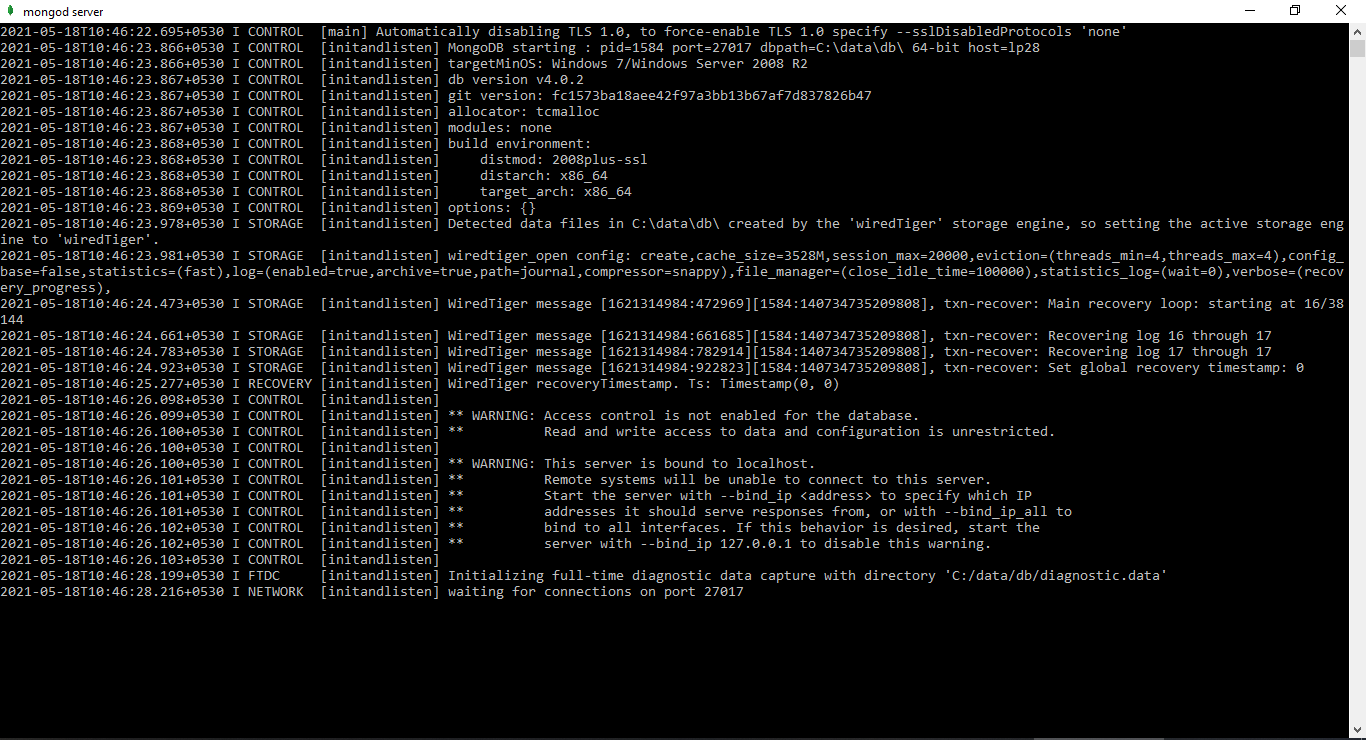 mongod server
2021-05-18T10:46:22.695+0530 I CONTROL  [main] Automatically disabling TLS 1.0, to force-enable TLS 1.0 specify --sslDisabledProtocols 'none'
2021-05-18T10:46:23.866+0530 I CONTROL  [initandlisten] MongoDB starting : pid=1584 port=27017 dbpath=C:\data\db\ 64-bit host=lp28
2021-05-18T10:46:23.866+0530 I CONTROL  [initandlisten] targetMinOS: Windows 7/Windows Server 2008 R2
2021-05-18T10:46:23.867+0530 I CONTROL  [initandlisten] db version v4.0.2
2021-05-18T10:46:23.867+0530 I CONTROL  [initandlisten] git version: fc1573ba18aee42f97a3bb13b67af7d837826b47
2021-05-18T10:46:23.867+0530 I CONTROL  [initandlisten] allocator: tcmalloc
2021-05-18T10:46:23.867+0530 I CONTROL  [initandlisten] modules: none
2021-05-18T10:46:23.868+0530 I CONTROL  [initandlisten] build environment:
2021-05-18T10:46:23.868+0530 I CONTROL  [initandlisten]     distmod: 2008plus-ssl
2021-05-18T10:46:23.868+0530 I CONTROL  [initandlisten]     distarch: x86_64
2021-05-18T10:46:23.868+0530 I CONTROL  [initandlisten]     target_arch: x86_64
2021-05-18T10:46:23.869+0530 I CONTROL  [initandlisten] options: {}
2021-05-18T10:46:23.978+0530 I STORAGE  [initandlisten] Detected data files in C:\data\db\ created by the 'wiredTiger' storage engine, so setting the active storage eng
ine to 'wiredTiger'.
2021-05-18T10:46:23.981+0530 I STORAGE  [initandlisten] wiredtiger_open config: create,cache_size=3528M,session_max=20000,eviction=(threads_min=4,threads_max=4),config_
base=false,statistics=(fast),log=(enabled=true,archive=true,path=journal,compressor=snappy),file_manager=(close_idle_time=100000),statistics_log=(wait=0),verbose=(recov
ery_progress),
2021-05-18T10:46:24.473+0530 I STORAGE  [initandlisten] WiredTiger message [1621314984:472969][1584:140734735209808], txn-recover: Main recovery loop: starting at 16/38
144
2021-05-18T10:46:24.661+0530 I STORAGE  [initandlisten] WiredTiger message [1621314984:661685][1584:140734735209808], txn-recover: Recovering log 16 through 17
2021-05-18T10:46:24.783+0530 I STORAGE  [initandlisten] WiredTiger message [1621314984:782914][1584:140734735209808], txn-recover: Recovering log 17 through 17
2021-05-18T10:46:24.923+0530 I STORAGE  [initandlisten] WiredTiger message [1621314984:922823][1584:140734735209808], txn-recover: Set global recovery timestamp: 0
2021-05-18T10:46:25.277+0530 I RECOVERY [initandlisten] WiredTiger recoveryTimestamp. Ts: Timestamp(0, 0)
2021-05-18T10:46:26.098+0530 I CONTROL  [initandlisten]
2021-05-18T10:46:26.099+0530 I CONTROL  [initandlisten] ** WARNING: Access control is not enabled for the database.
2021-05-18T10:46:26.100+0530 I CONTROL  [initandlisten] **          Read and write access to data and configuration is unrestricted.
2021-05-18T10:46:26.100+0530 I CONTROL  [initandlisten]
2021-05-18T10:46:26.100+0530 I CONTROL  [initandlisten] ** WARNING: This server is bound to localhost.
2021-05-18T10:46:26.101+0530 I CONTROL  [initandlisten] **          Remote systems will be unable to connect to this server.
2021-05-18T10:46:26.101+0530 I CONTROL  [initandlisten] **          Start the server with --bind_ip <address> to specify which IP
2021-05-18T10:46:26.101+0530 I CONTROL  [initandlisten] **          addresses it should serve responses from, or with --bind_ip_all to
2021-05-18T10:46:26.102+0530 I CONTROL  [initandlisten] **          bind to all interfaces. If this behavior is desired, start the
2021-05-18T10:46:26.102+0530 I CONTROL  [initandlisten] **          server with --bind_ip 127.0.0.1 to disable this warning.
2021-05-18T10:46:26.103+0530 I CONTROL  [initandlisten]
2021-05-18T10:46:28.199+0530 I FTDC     [initandlisten] Initializing full-time diagnostic data capture with directory 'C:/data/db/diagnostic.data'
2021-05-18T10:46:28.216+0530 I NETWORK  [initandlisten] waiting for connections on port 27017